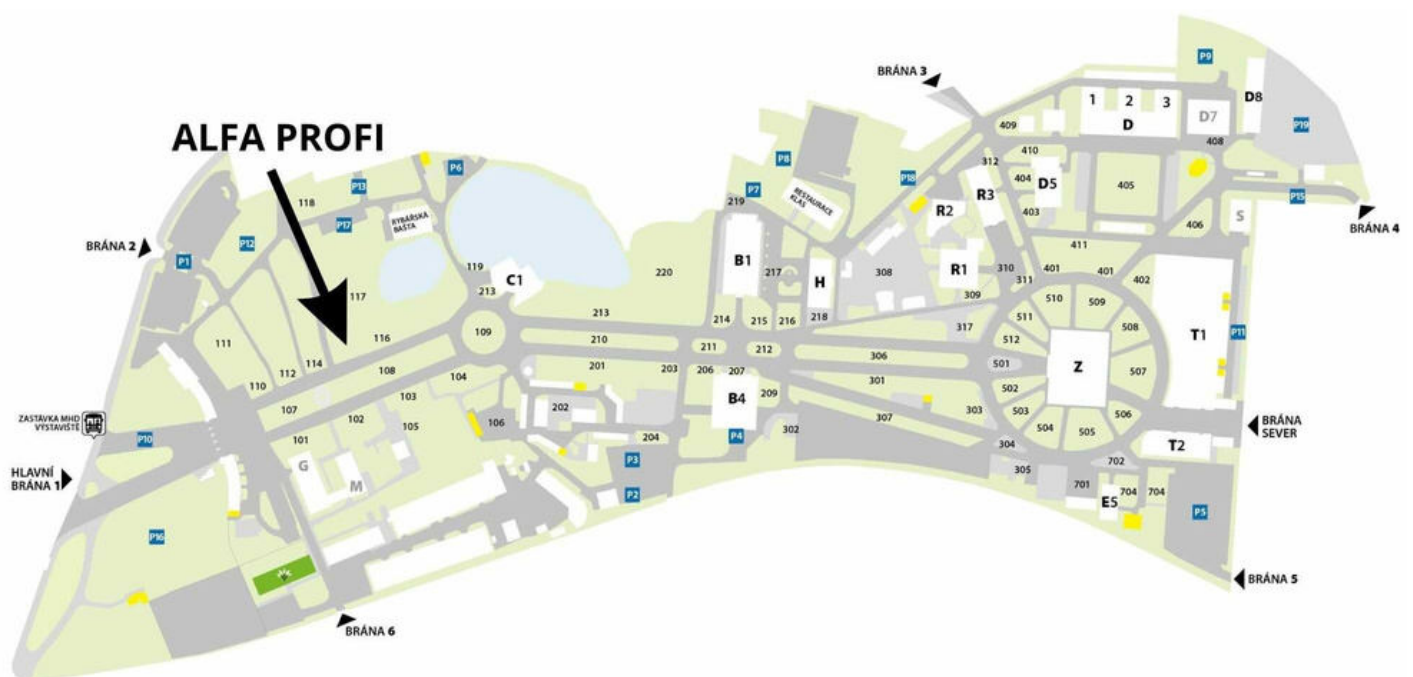 ALFA PROFI
BRÁNA 3
P9
D8
1
2
3
D
D7
P19
409
408
410
P6
P13
118
P17
P12
RYBÁŘSKÁ
BAŠTA
BRÁNA 2
P1
P8
P7
P18
312
R3
404
D5
405
P15
RESTAURACE
KLAS
219
R2
403
406
S
BRÁNA 4
B1
217
H
308
R1
310
411
119
C1
213
220
309
311
401
401
402
117
213
214
215
216
218
317
510
509
T1
P11
111
116
109
210
211
212
306
511
512
508
501
Z
114
112
110
108
104
201
203
206
207
301
507
107
103
102
105
106
202
B4
209
307
303
502
503
504
505
506
ZASTÁVKA MHD
VÝSTAVIŠTĚ
P10
101
G
M
204
P4
302
304
T2
BRÁNA
SEVER
HLAVNÍ
BRÁNA 1
P3
P2
305
702
701
E5
704
704
P5
P16
BRÁNA 5
BRÁNA 6